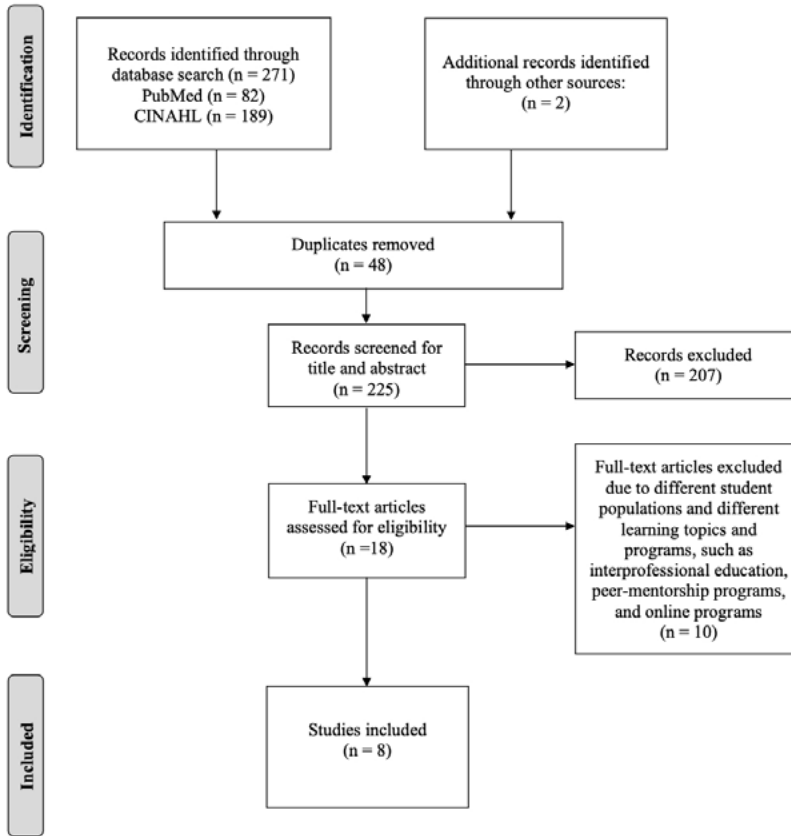 Identification
Records identified through
database search (n = 271)
PubMed (n = 82)
CINAHL (n = 189)
Additional records identified
through other sources:
(n = 2)
Screening
Duplicates removed
(n = 48)
Records screened for
title and abstract
(n = 225)
Records excluded
(n = 207)
Eligibility
Full-text articles
assessed for eligibility
(n =18)
Full-text articles excluded
due to different student
populations and different
learning topics and
programs, such as
interprofessional education,
peer-mentorship programs,
and online programs
(n = 10)
Included
Studies included
(n = 8)